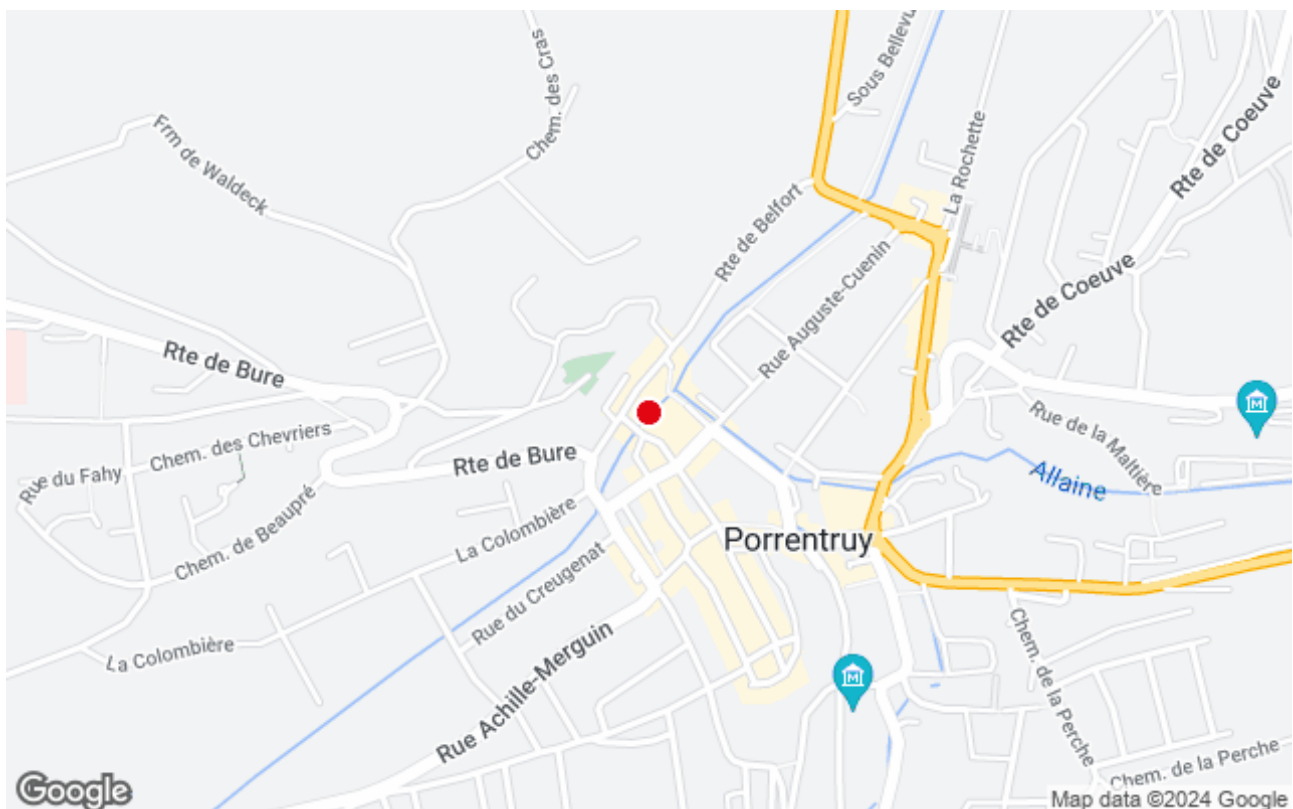 Sous Bellevu
Chem. des Cras
Frm de Waldeck
La Rochette
Rte de Coeuve
Rte de Belfort
Rue Auguste-Cuenin
Rte de Coeuve
Rte de Bure
Chem. des Chevriers
Rue de la Maltière
Rte de Bure
Rue du Fahy
Allaine
Chem. de Beaupré
La Colombière
Porrentruy
Rue du Creugenat
La Colombière
Rue Achille-Merguin
Chem. de la Perche
Chem. de la Perche
M
M
Google
Map data ©2024 Google